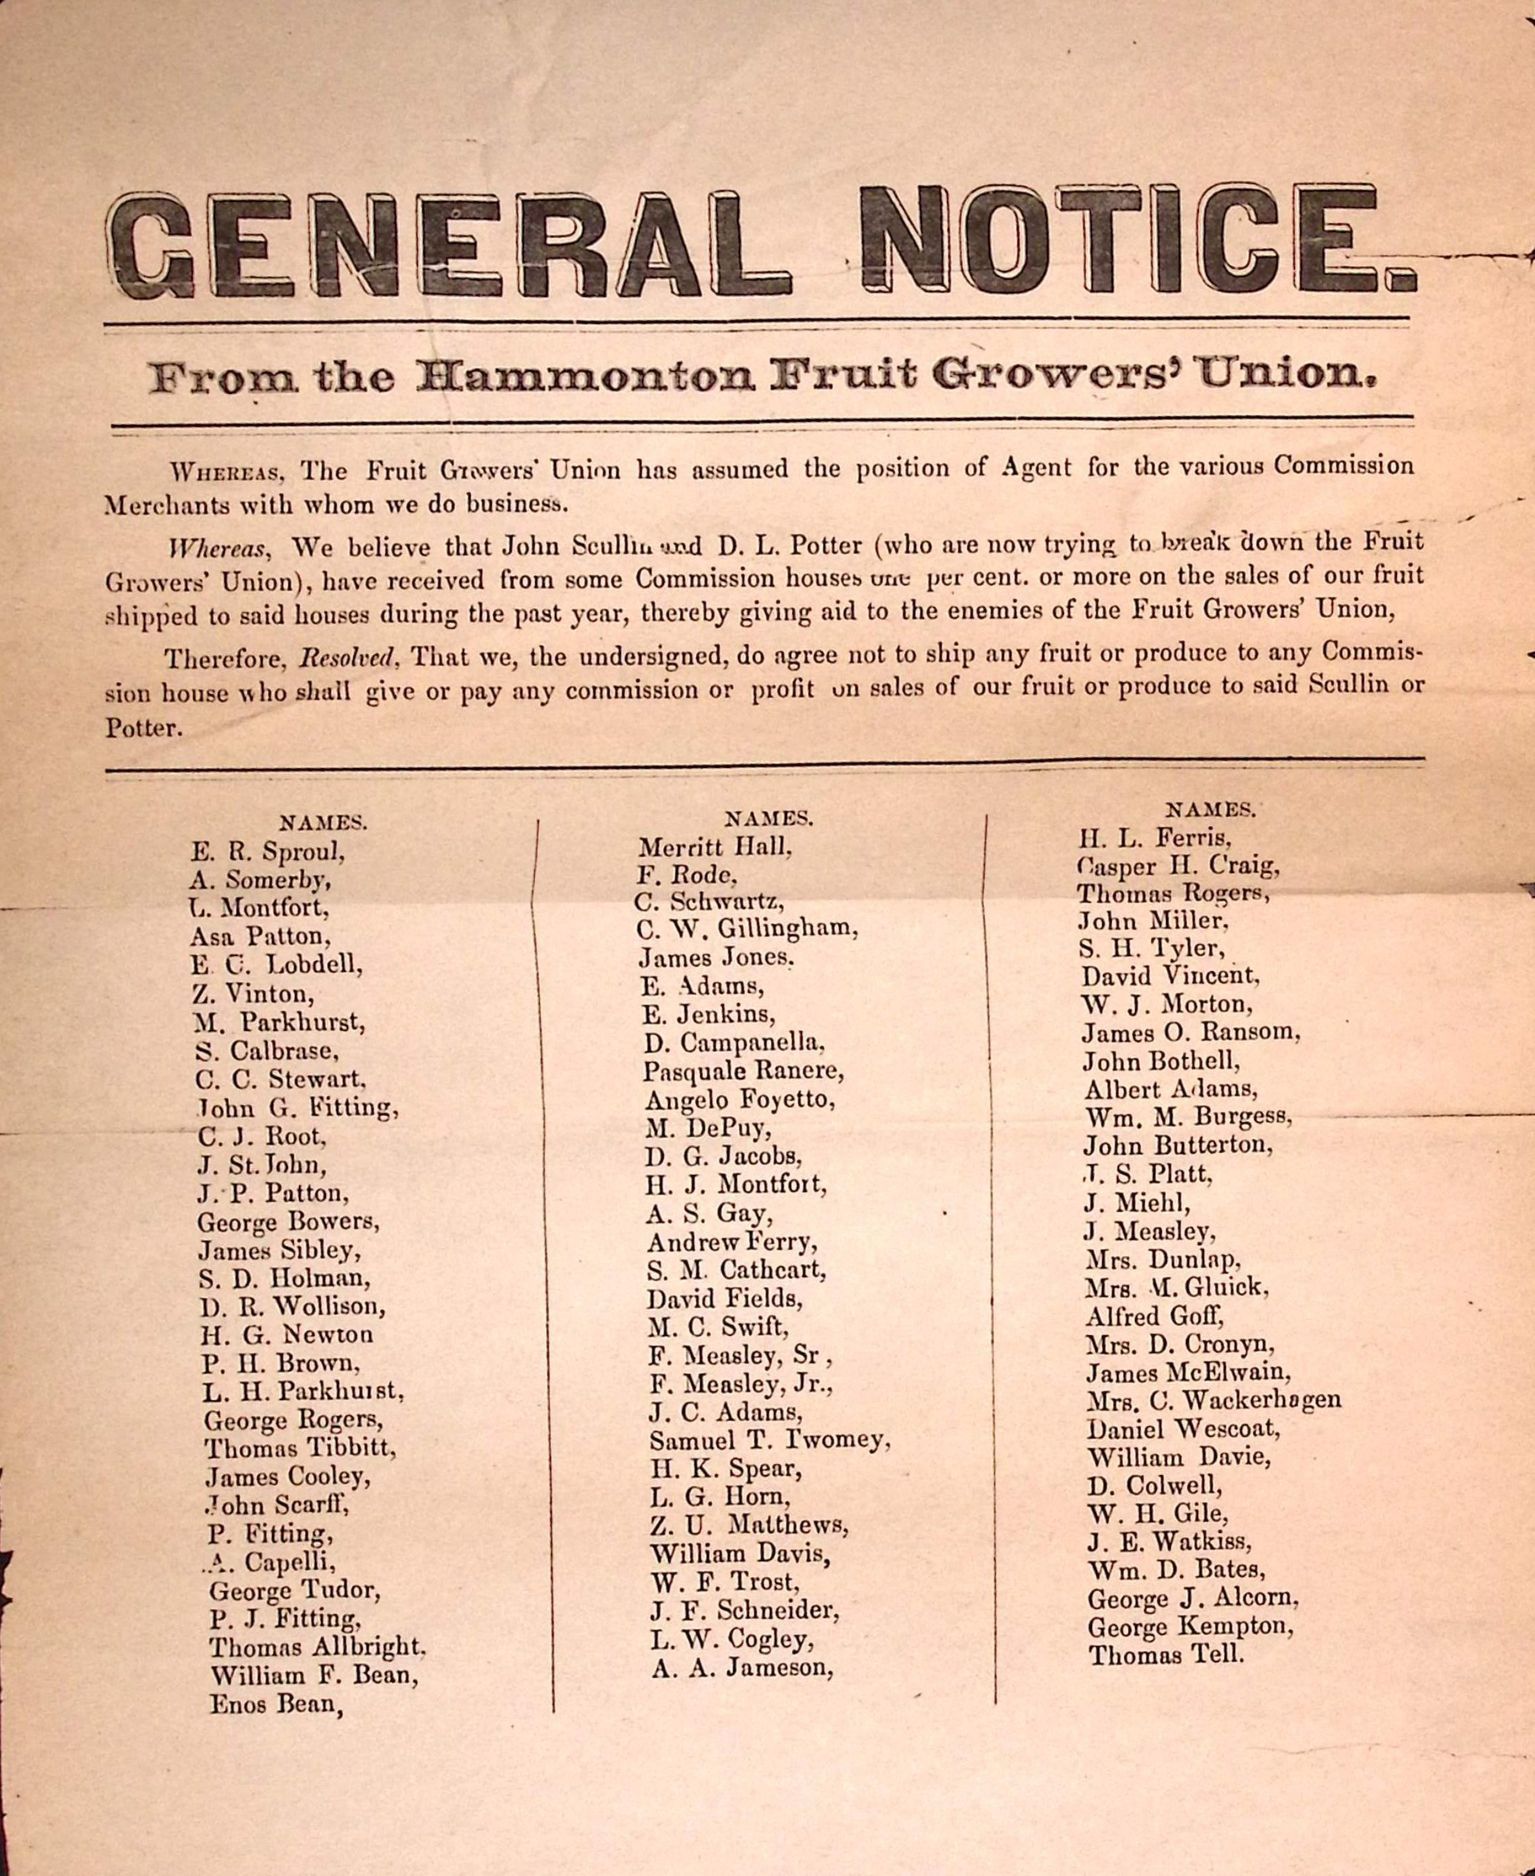 GENERAL NOTICE.
From the Hammonton Fruit Growers' Union.
WHEREAS, The Fruit Growers' Union has assumed the position of Agent for the various Commission
Merchants with whom we do business.
Whereas, We believe that John Scullin and D. L. Potter (who are now trying to break down the Fruit
Growers' Union), have received from some Commission houses one per cent. or more on the sales of our fruit
shipped to said houses during the past year, thereby giving aid to the enemies of the Fruit Growers' Union,
Therefore, Resolved, That we, the undersigned, do agree not to ship any fruit or produce to any Commis-
sion house who shall give or pay any commission or profit on sales of our fruit or produce to said Scullin or
Potter.
NAMES.
E. R. Sproul,
A. Somerby,
L. Montfort,
Asa Patton,
E. C. Lobdell,
Z. Vinton,
M. Parkhurst,
S. Calbrase,
C. C. Stewart,
John G. Fitting,
C. J. Root,
J. St. John,
J. P. Patton,
George Bowers,
James Sibley,
S. D. Holman,
D. R. Wollison,
H. G. Newton
P. H. Brown,
L. H. Parkhurst,
George Rogers,
Thomas Tibbitt,
James Cooley,
John Scarff,
P. Fitting,
A. Capelli,
George Tudor,
P. J. Fitting,
Thomas Allbright,
William F. Bean,
Enos Bean,
NAMES.
Merritt Hall,
F. Rode,
C. Schwartz,
C. W. Gillingham,
James Jones.
E. Adams,
E. Jenkins,
D. Campanella,
Pasquale Ranere,
Angelo Foyetto,
M. DePuy,
D. G. Jacobs,
H. J. Montfort,
A. S. Gay,
Andrew Ferry,
S. M. Cathcart,
David Fields,
M. C. Swift,
F. Measley, Sr,
F. Measley, Jr.,
J. C. Adams,
Samuel T. Twomey,
H. K. Spear,
L. G. Horn,
Z. U. Matthews,
William Davis,
W. F. Trost,
J. F. Schneider,
L. W. Cogley,
A. A. Jameson,
NAMES.
H. L. Ferris,
Casper H. Craig,
Thomas Rogers,
John Miller,
S. H. Tyler,
David Vincent,
W. J. Morton,
James O. Ransom,
John Bothell,
Albert Adams,
Wm. M. Burgess,
John Butterton,
J. S. Platt,
J. Miehl,
J. Measley,
Mrs. Dunlap,
Mrs. M. Gluick,
Alfred Goff,
Mrs. D. Cronyn,
James McElwain,
Mrs. C. Wackerhagen
Daniel Wescoat,
William Davie,
D. Colwell,
W. H. Gile,
J. E. Watkiss,
Wm. D. Bates,
George J. Alcorn,
George Kempton,
Thomas Tell.